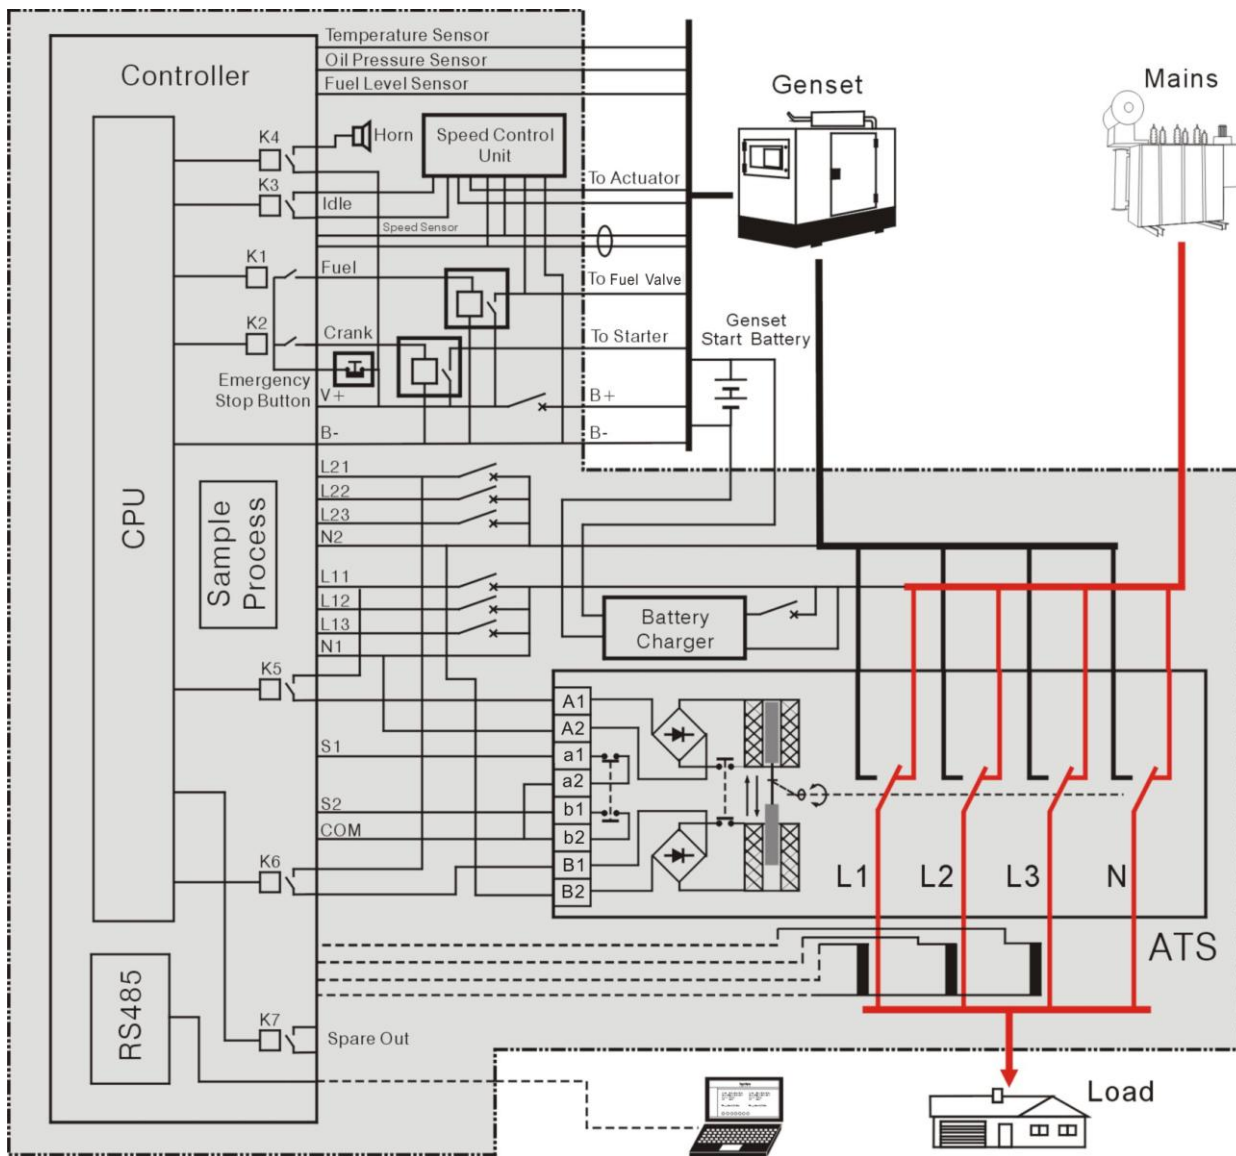 Temperature Sensor
Oil Pressure Sensor
Fuel Level Sensor
Controller
Genset
Mains
K4
Horn
Speed Control
Unit
K3
Idle
To Actuator
Speed Sensor
K1
Fuel
To Fuel Valve
K2
Crank
To Starter
Genset
Start Battery
Emergency
Stop Button
V+
B+
B-
B-
L21
L22
L23
N2
CPU
Sample
Process
L11
L12
L13
N1
Battery
Charger
K5
A1
A2
S1
a1
a2
S2
b1
COM
b2
K6
B1
B2
L1
L2
L3
N
ATS
RS485
K7
Spare Out
Load